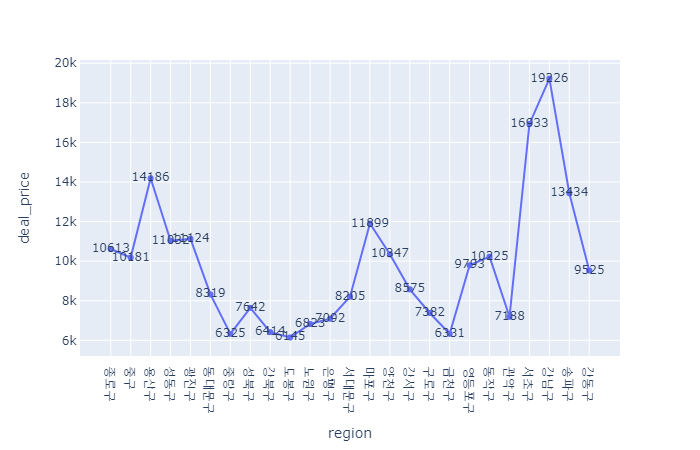 20k
18k
16k
14k
12k
10k
8k
6k
deal_price
10613
10181
14186
11124
8319
6325
7642
6414
6145
6823
7092
8205
11899
10347
8575
7382
6331
9793
10225
7188
16933
19226
13434
9525
종로구
중구
용산구
성동구
광진구
동대문구
중랑구
성북구
강북구
도봉구
노원구
은평구
서대문구
마포구
양천구
강서구
구로구
금천구
영등포구
동작구
관악구
서초구
강남구
송파구
강동구
region